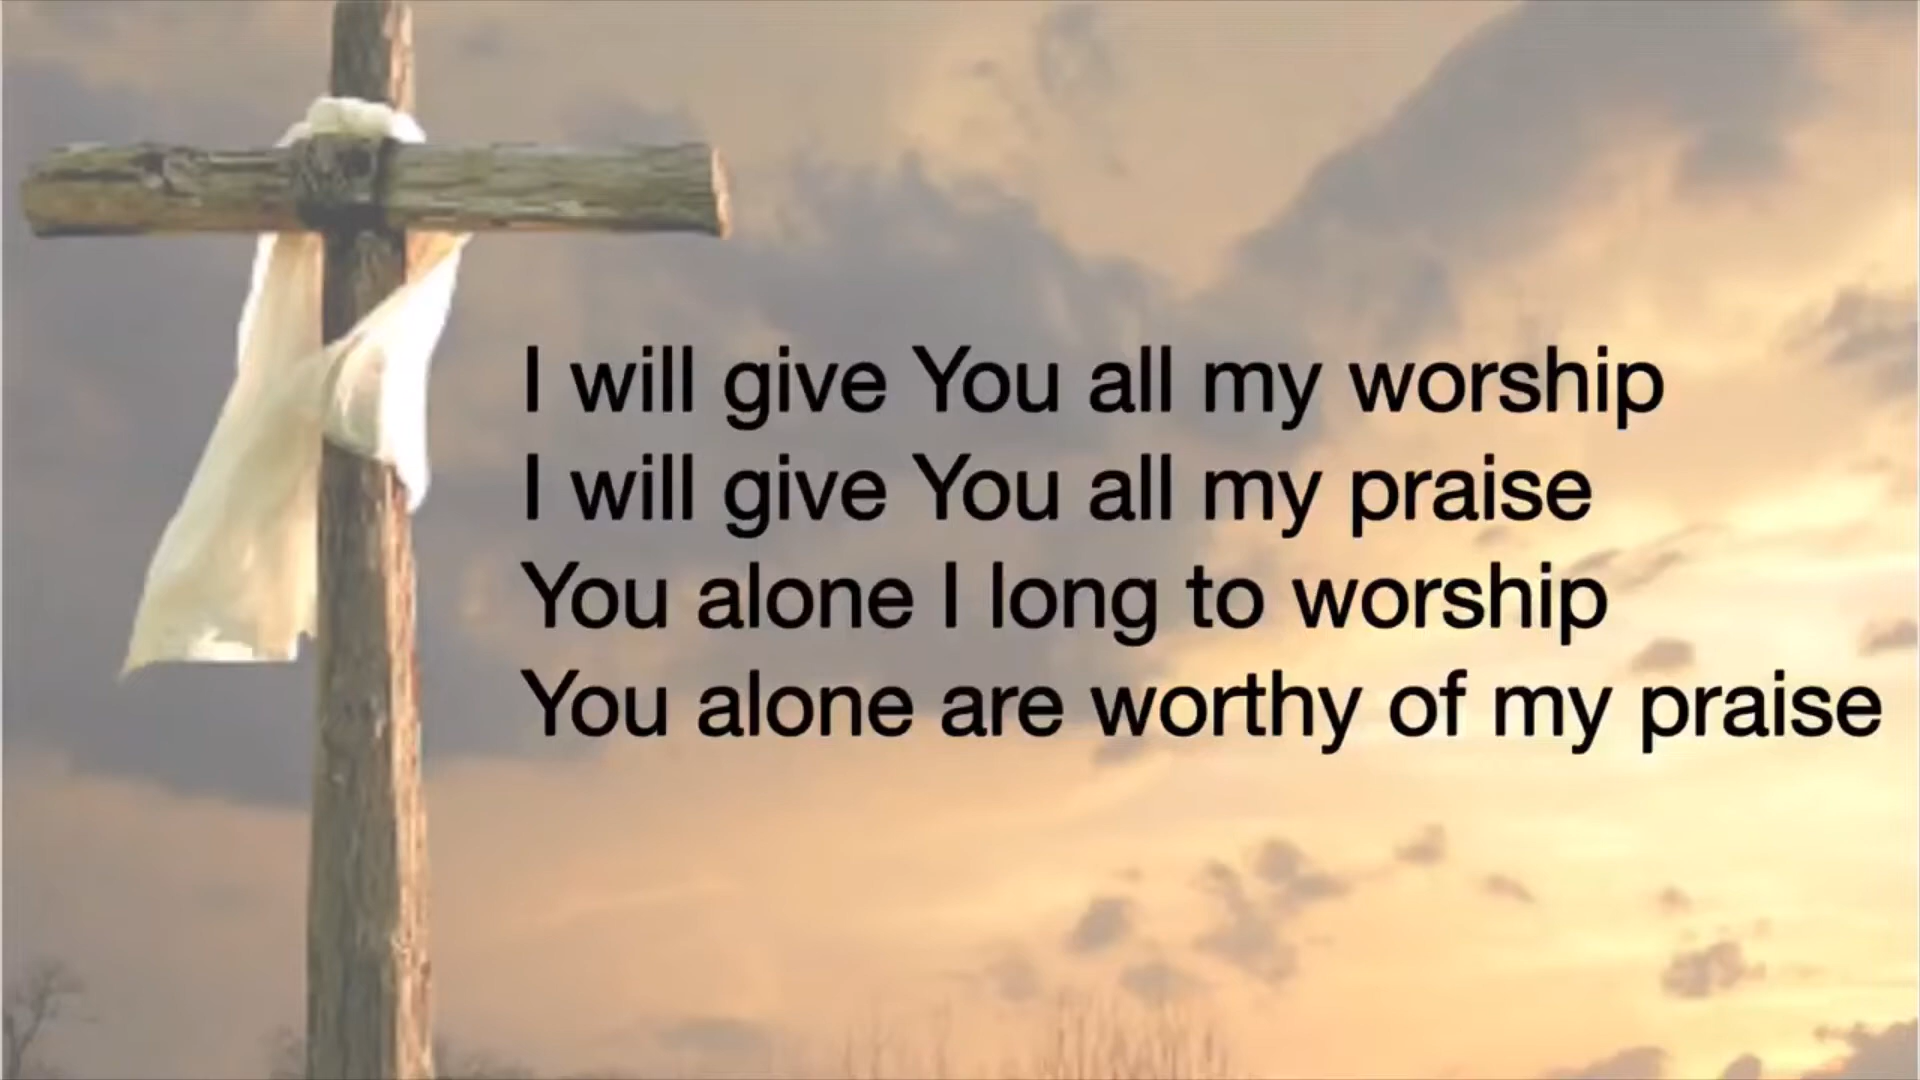 I will give You all my worship
I will give You all my praise
You alone I long to worship
You alone are worthy of my praise